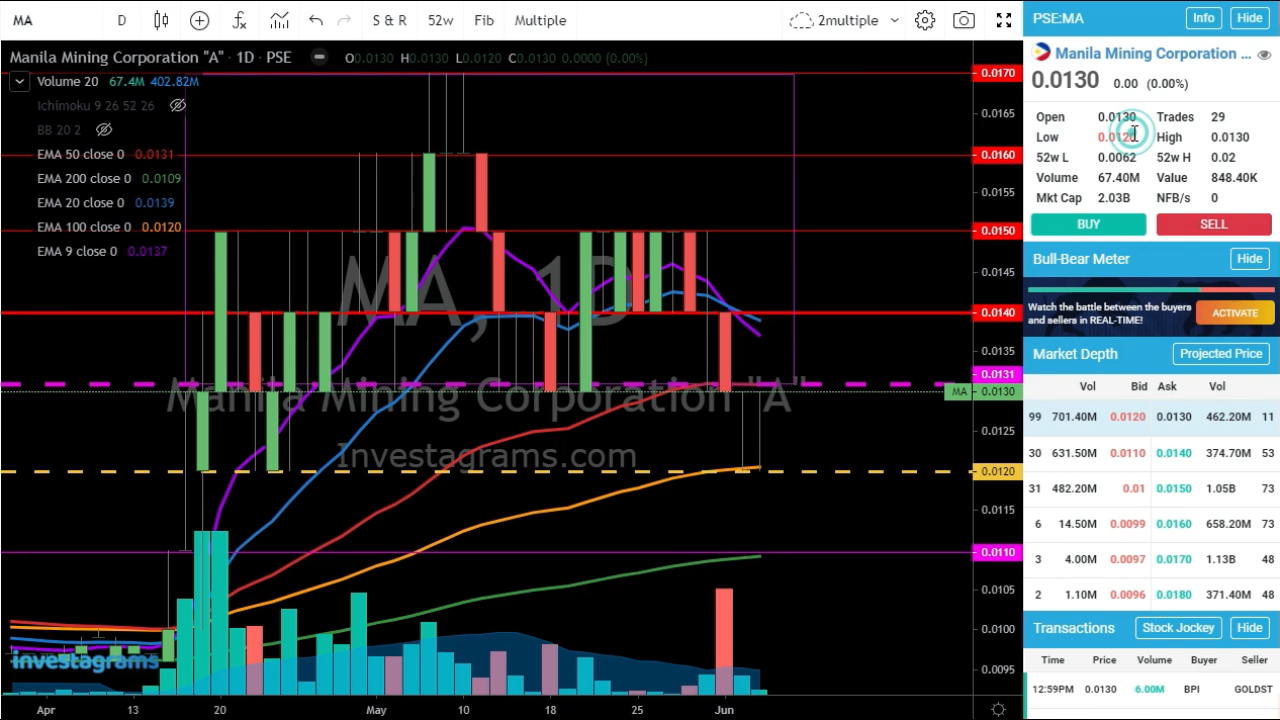 MA D S & R 52w Fib Multiple 2multiple
Manila Mining Corporation "A" · 1D · PSE O0.0130 H0.0130 L0.0120 C0.0130 0.0000 (0.00%)
Volume 20 67.4M 402.82M
Ichimoku 9 26 52 26
BB 20 2
EMA 50 close 0 0.0131
EMA 200 close 0 0.0109
EMA 20 close 0 0.0139
EMA 100 close 0 0.0120
EMA 9 close 0 0.0137
MA, 1D
Manila Mining Corporation "A"
Investagrams.com
investagrams
0.0170
0.0165
0.0160
0.0155
0.0150
0.0145
0.0140
0.0135
0.0131
MA 0.0130
0.0125
0.0120
0.0115
0.0110
0.0105
0.0100
0.0095
Apr 13 20 May 10 18 25 Jun
PSE:MA Info Hide
Manila Mining Corporation ...
0.0130 0.00 (0.00%)
Open 0.0130 Trades 29
Low 0.0120 High 0.0130
52w L 0.0062 52w H 0.02
Volume 67.40M Value 848.40K
Mkt Cap 2.03B NFB/s 0
BUY SELL
Bull-Bear Meter Hide
Watch the battle between the buyers
and sellers in REAL-TIME!
ACTIVATE
Market Depth Projected Price
Vol Bid Ask Vol
99 701.40M 0.0120 0.0130 462.20M 11
30 631.50M 0.0110 0.0140 374.70M 53
31 482.20M 0.01 0.0150 1.05B 73
6 14.50M 0.0099 0.0160 658.20M 73
3 4.00M 0.0097 0.0170 1.13B 48
2 1.10M 0.0096 0.0180 371.40M 48
Transactions Stock Jockey Hide
Time Price Volume Buyer Seller
12:59PM 0.0130 6.00M BPI GOLDST